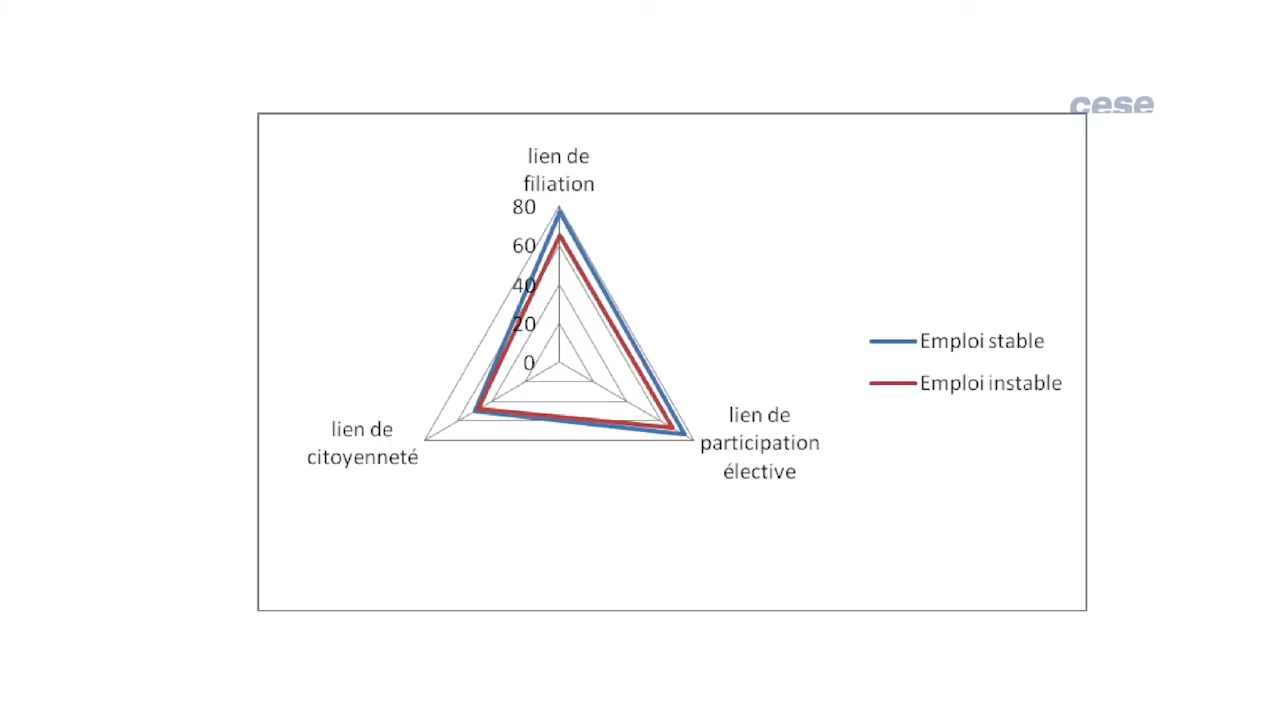 cese
lien de
filiation
80
60
40
20
0
Emploi stable
Emploi instable
lien de
participation
élective
lien de
citoyenneté